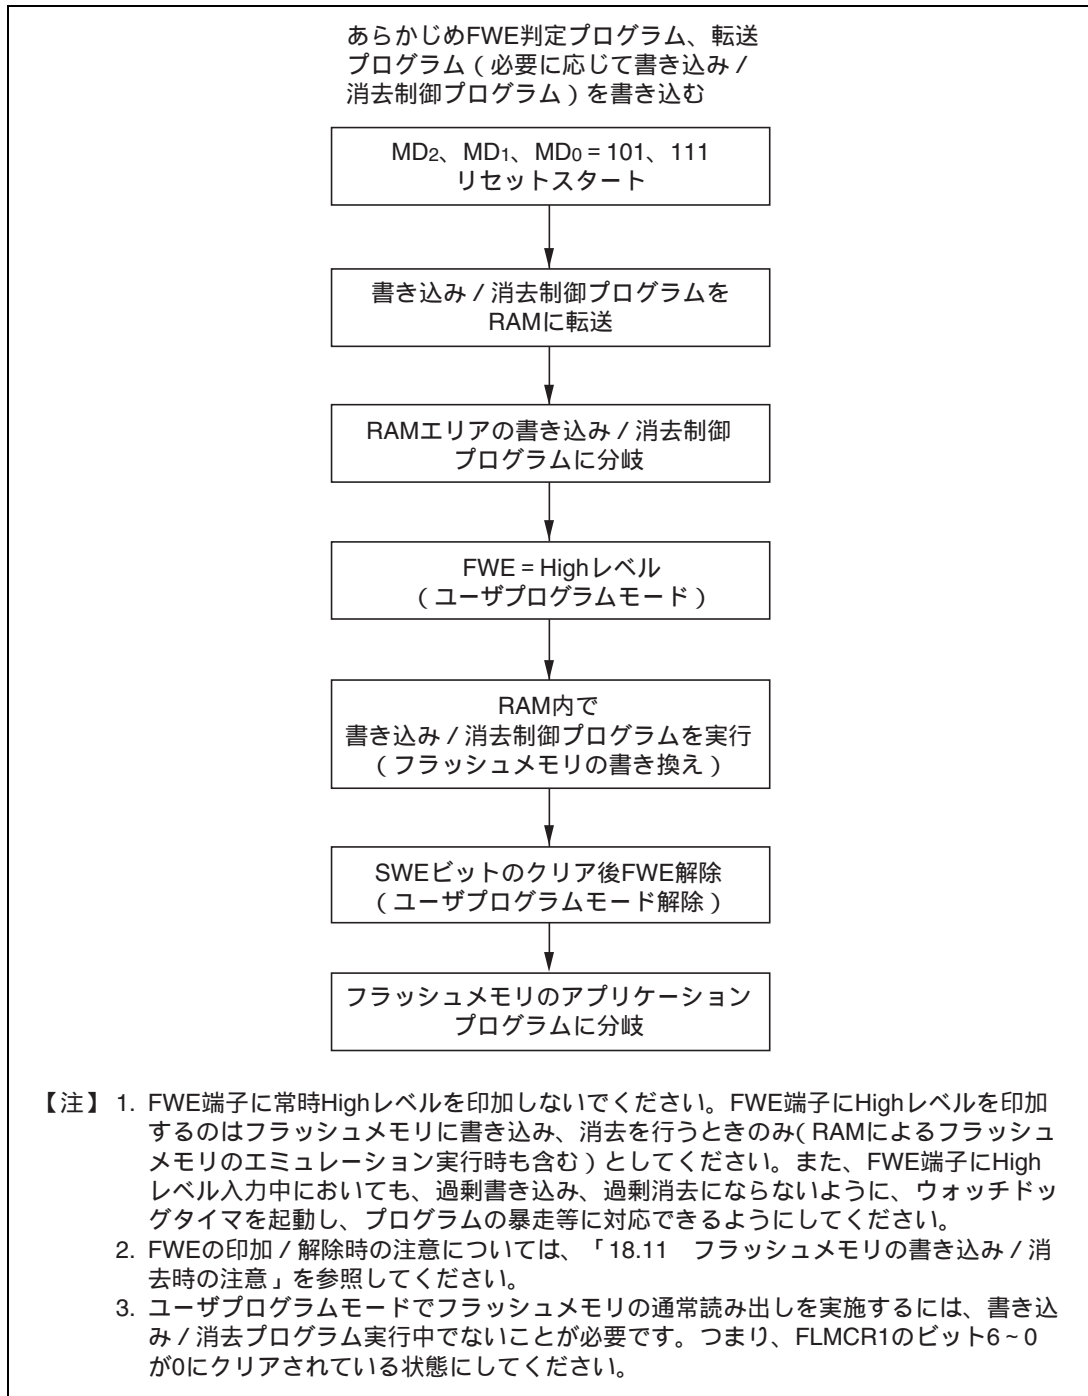 あらかじめFWE判定プログラム、転送
プログラム(必要に応じて書き込み/
消去制御プログラム)を書き込む
MD2、MD1、MD0 = 101、111
リセットスタート
書き込み/消去制御プログラムを
RAMに転送
RAMエリアの書き込み/消去制御
プログラムに分岐
FWE = Highレベル
(ユーザプログラムモード)
RAM内で
書き込み/消去制御プログラムを実行
(フラッシュメモリの書き換え)
SWEビットのクリア後FWE解除
(ユーザプログラムモード解除)
フラッシュメモリのアプリケーション
プログラムに分岐
【注】 1. FWE端子に常時Highレベルを印加しないでください。FWE端子にHighレベルを印加
するのはフラッシュメモリに書き込み、消去を行うときのみ(RAMによるフラッシュ
メモリのエミュレーション実行時も含む)としてください。また、FWE端子にHigh
レベル入力中においても、過剰書き込み、過剰消去にならないように、ウォッチドッ
グタイマを起動し、プログラムの暴走等に対応できるようにしてください。
2. FWEの印加/解除時の注意については、「18.11 フラッシュメモリの書き込み/消
去時の注意」を参照してください。
3. ユーザプログラムモードでフラッシュメモリの通常読み出しを実施するには、書き込
み/消去プログラム実行中でないことが必要です。つまり、FLMCR1のビット6~0
が0にクリアされている状態にしてください。